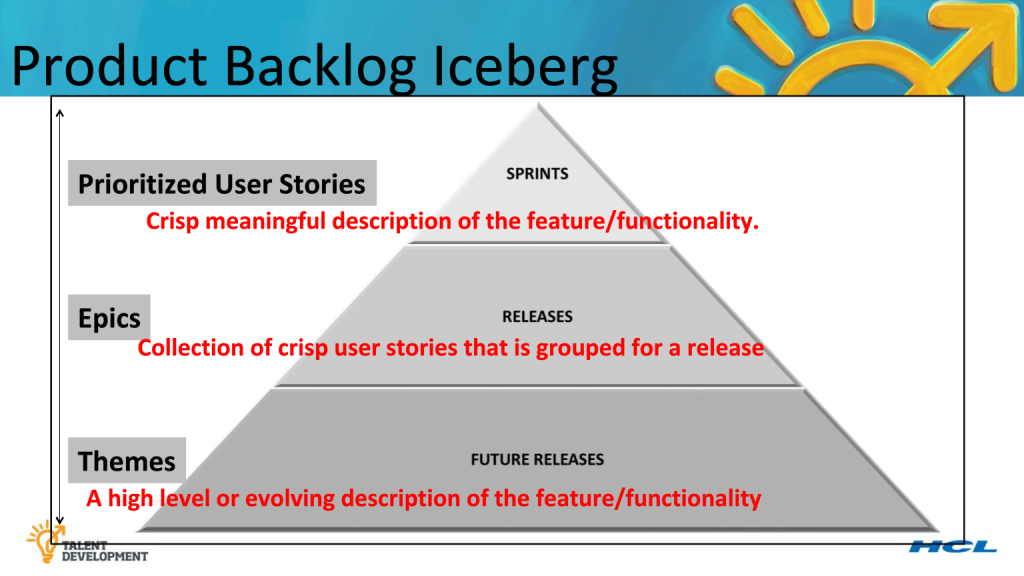 Product Backlog Iceberg
SPRINTS
Prioritized User Stories
Crisp meaningful description of the feature/functionality.
RELEASES
Epics
Collection of crisp user stories that is grouped for a release
FUTURE RELEASES
Themes
A high level or evolving description of the feature/functionality
TALENT
DEVELOPMENT
HCL